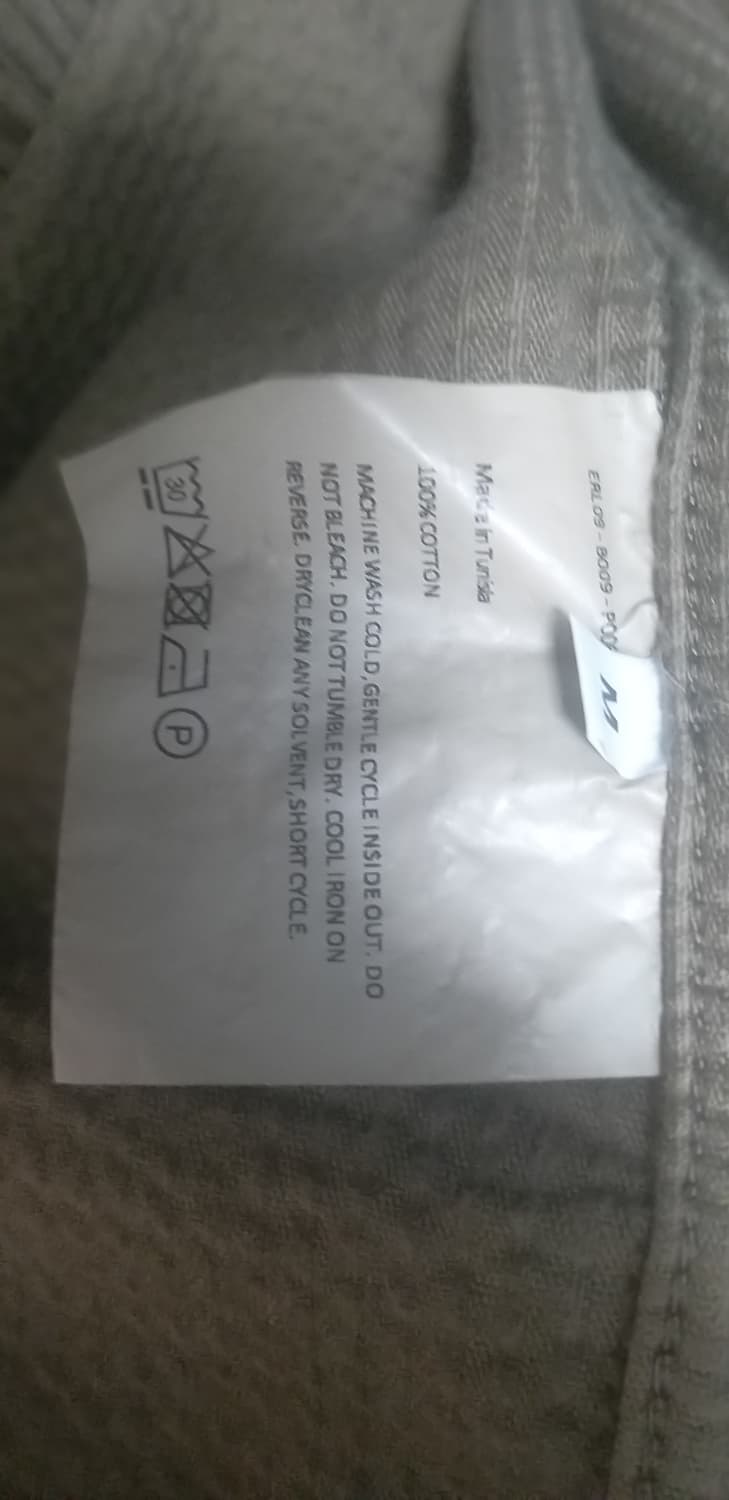 ERL09 - B009 - P00
M
Made in Tunisia
100% COTTON
MACHINE WASH COLD, GENTLE CYCLE INSIDE OUT. DO
NOT BLEACH. DO NOT TUMBLE DRY. COOL IRON ON
REVERSE. DRYCLEAN ANY SOLVENT, SHORT CYCLE.
30
P